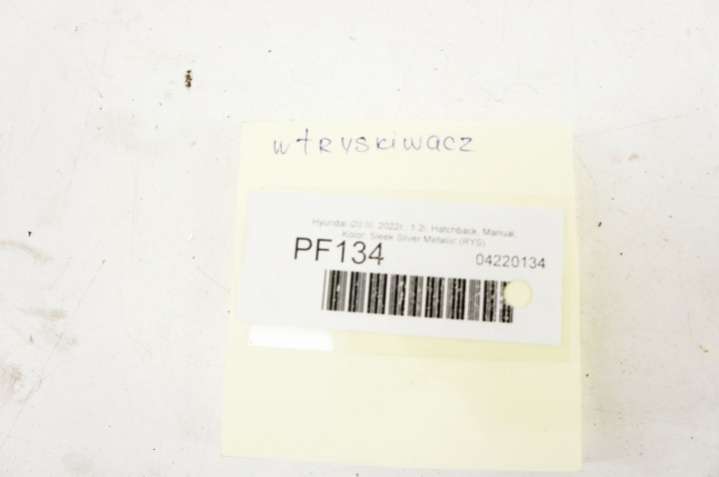 wtryskiwacz
Hyundai i20 III, 2022r., 1.2i, Hatchback, Manual,
Kolor: Sleek Silver Metallic (RYS)
PF134
04220134